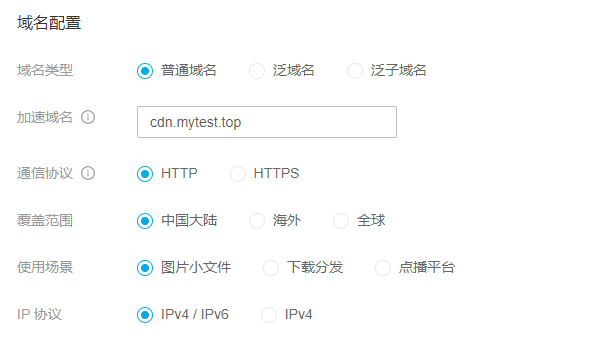 域名配置
域名类型 普通域名 泛域名 泛子域名
加速域名 cdn.mytest.top
通信协议 HTTP HTTPS
覆盖范围 中国大陆 海外 全球
使用场景 图片小文件 下载分发 点播平台
IP 协议 IPv4 / IPv6 IPv4